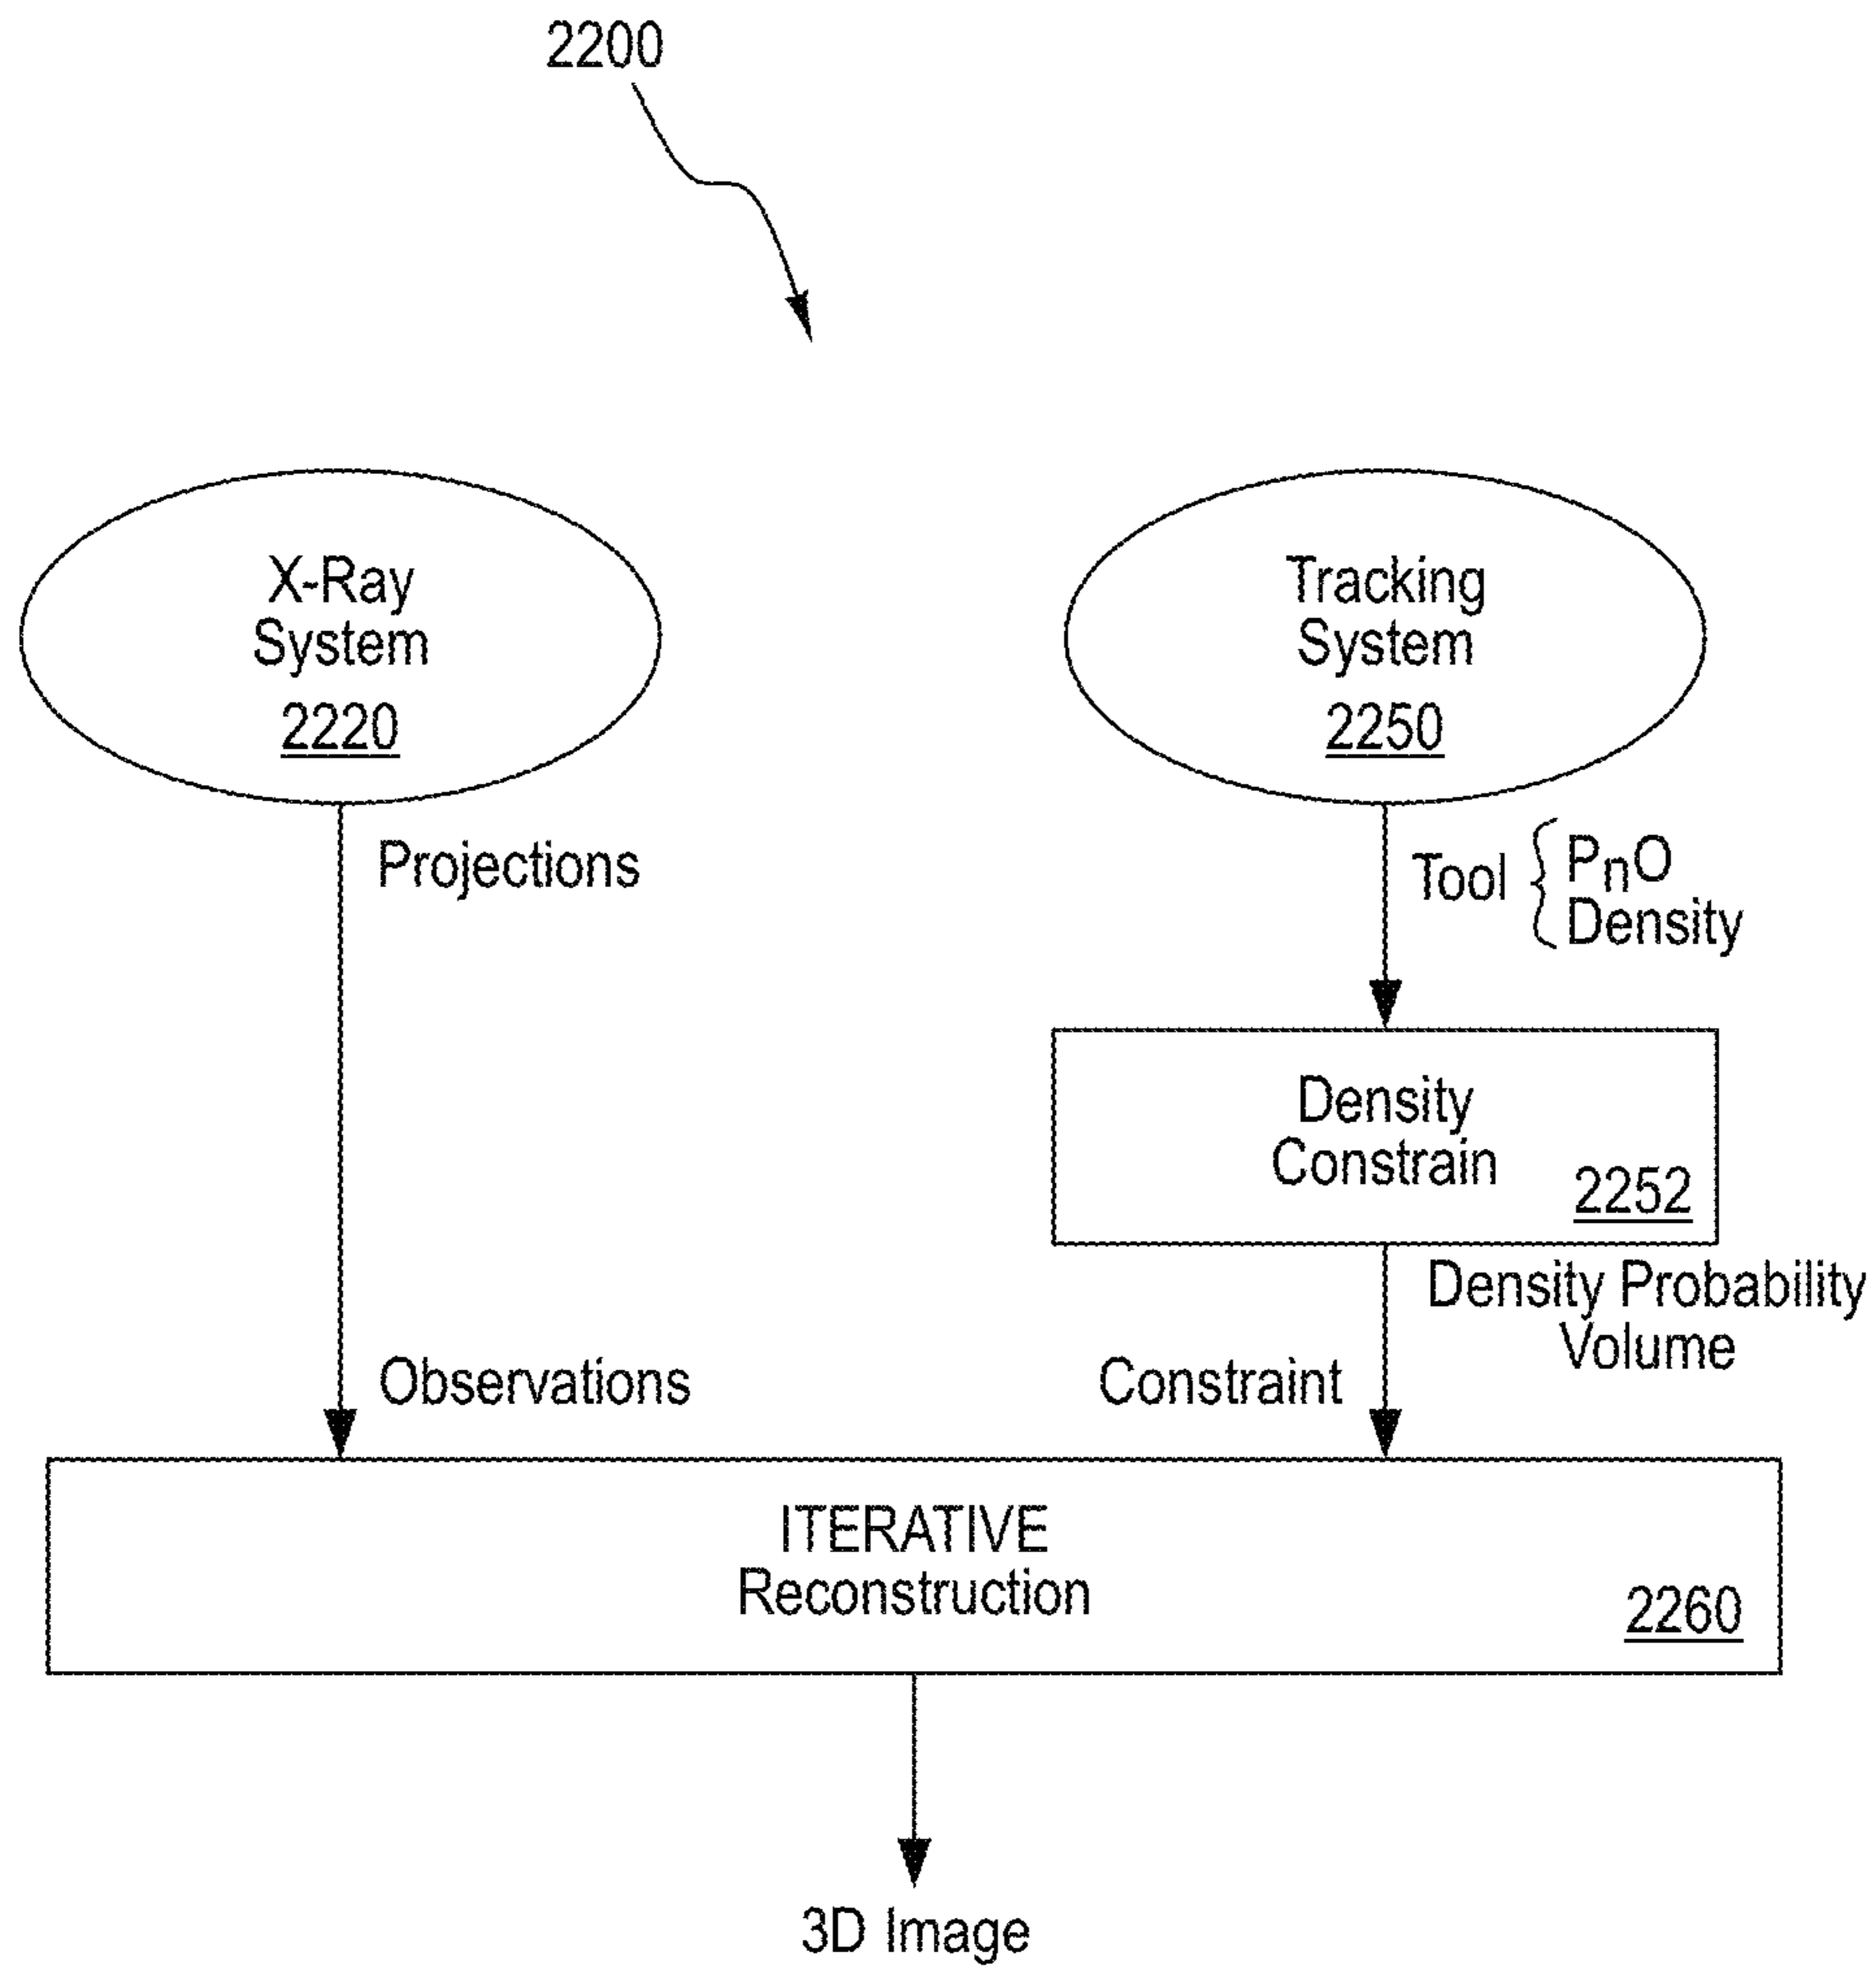 2200
X-Ray
System
2220
Tracking
System
2250
Projections
Tool
PnO
Density
Density
Constrain
2252
Density Probability
Volume
Observations
Constraint
ITERATIVE
Reconstruction
2260
3D Image